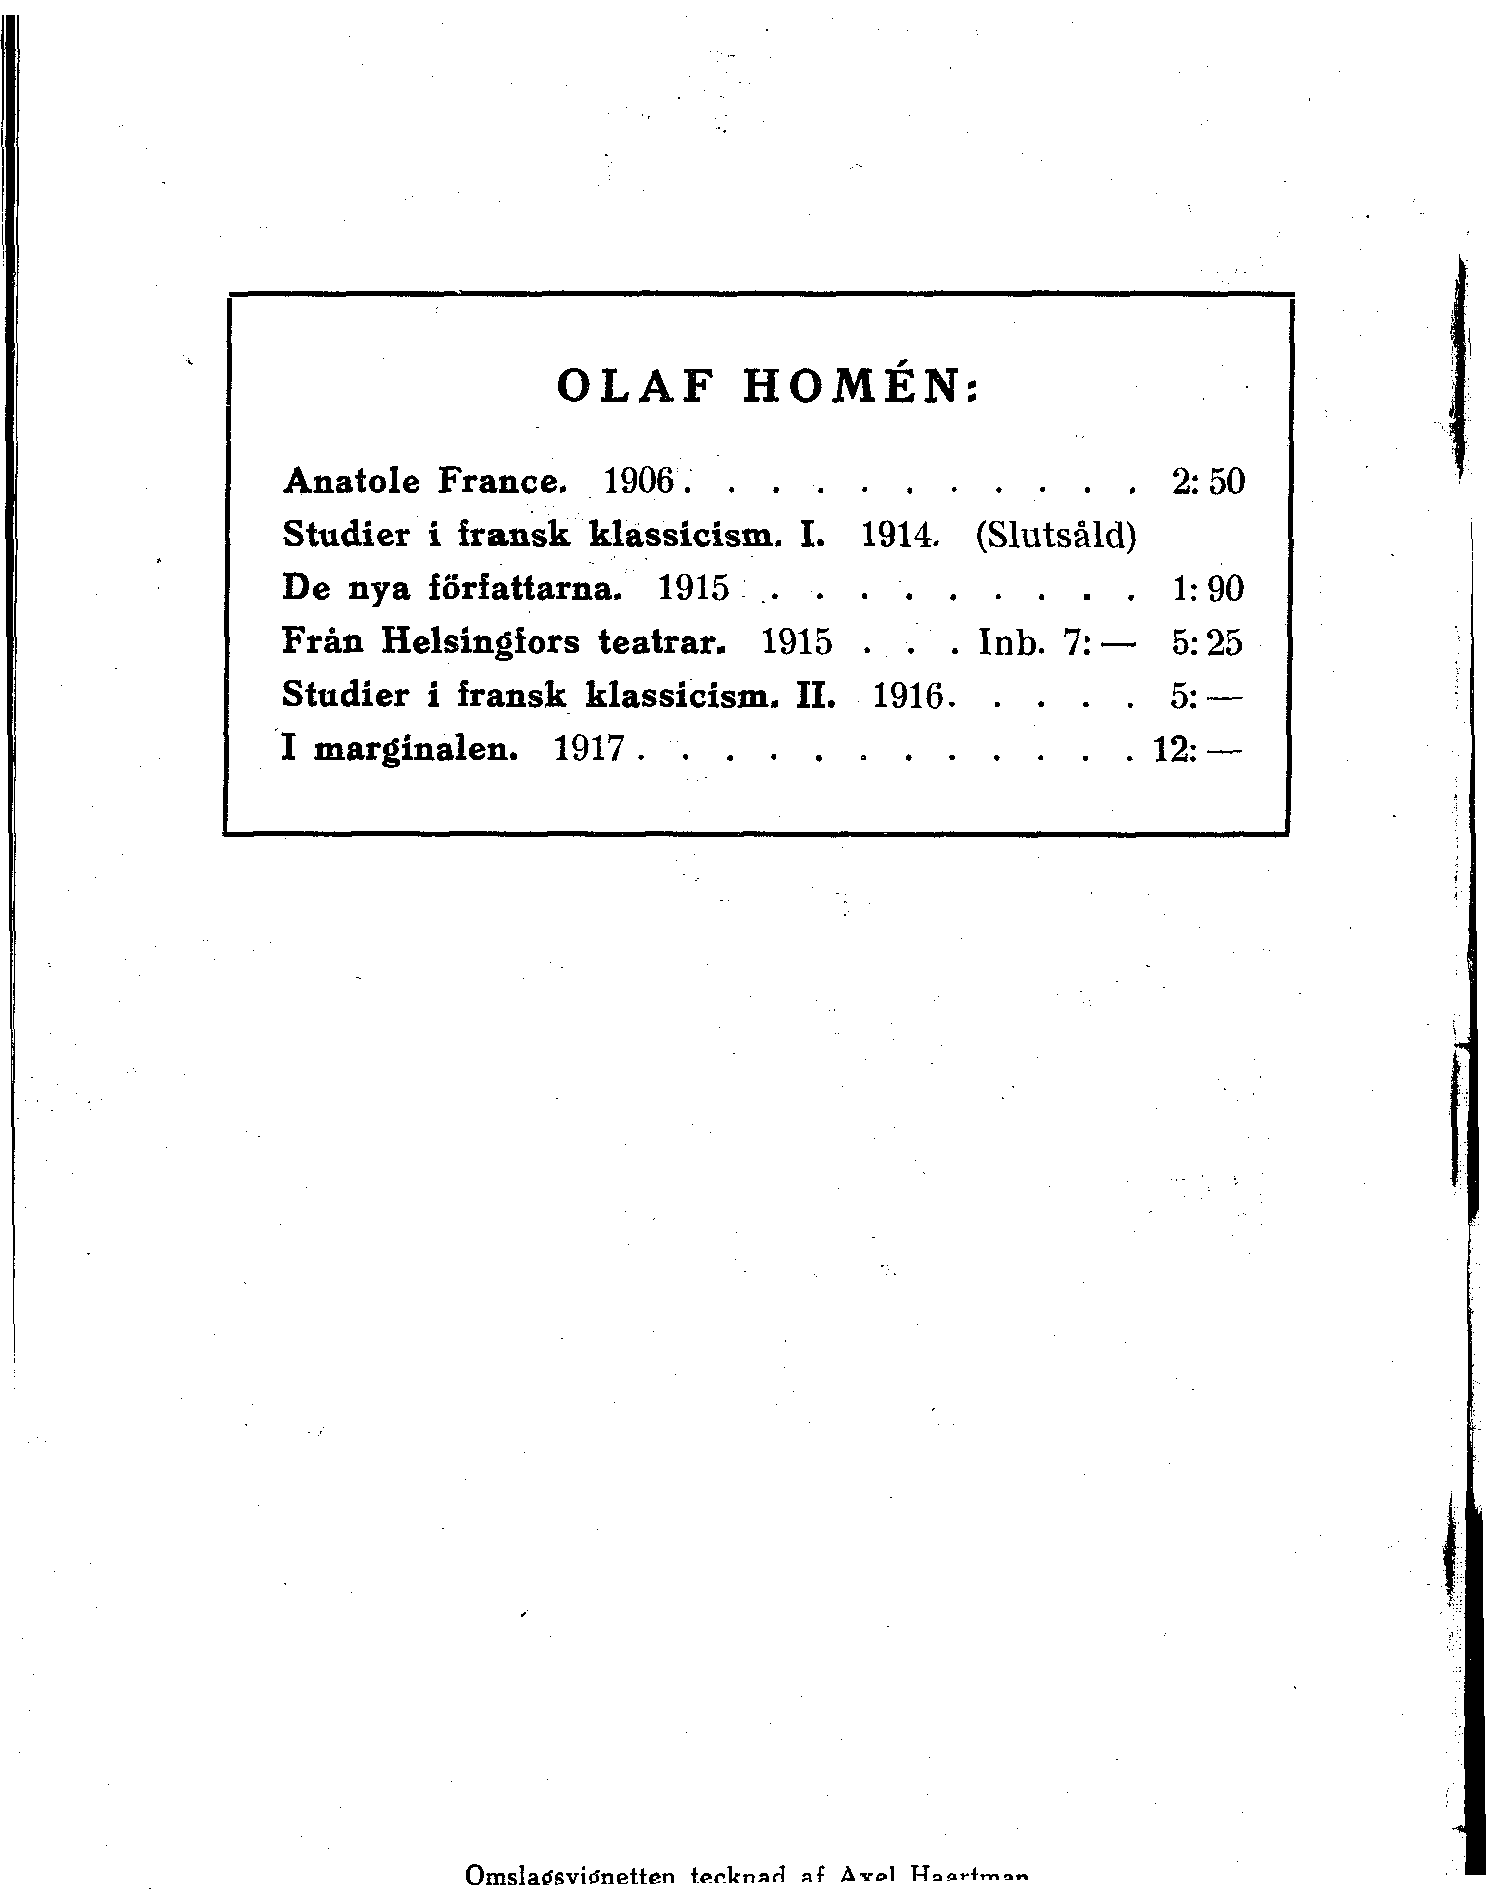 OLAF HOMÉN:
Anatole France. 1906. . . . . . . . . . . 2: 50
Studier i fransk klassicism. I. 1914. (Slutsåld)
De nya författarna. 1915 . . . . . . . . . 1: 90
Från Helsingfors teatrar. 1915 . . . Inb. 7: — 5: 25
Studier i fransk klassicism. II. 1916. . . . . 5: —
I marginalen. 1917 . . . . . . . . . . . . 12: —
Omslagsvignetten tecknad af Axel Haartman